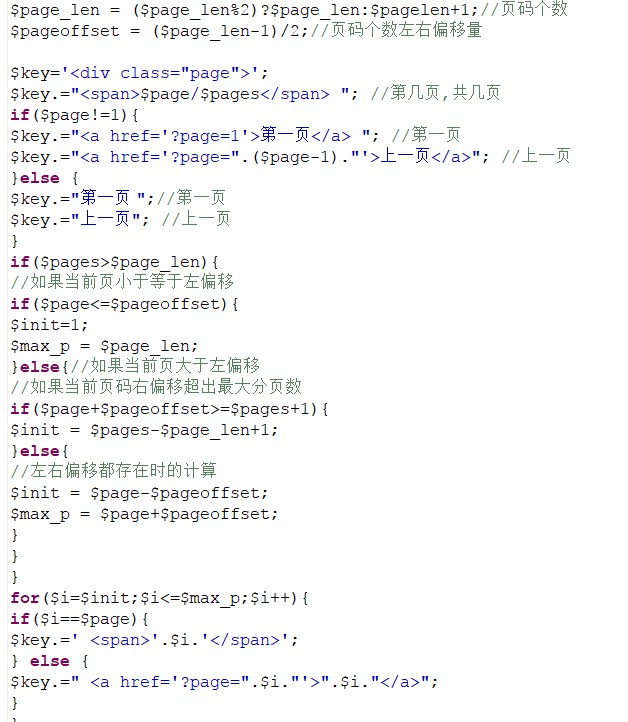 $page_len = ($page_len%2)?$page_len:$pagelen+1;//页码个数
$pageoffset = ($page_len-1)/2;//页码个数左右偏移量
$key='<div class="page">';
$key.="<span>$page/$pages</span> "; //第几页,共几页
if($page!=1){
$key.="<a href='?page=1'>第一页</a> "; //第一页
$key.="<a href='?page=".($page-1)."'>上一页</a>"; //上一页
}else {
$key.="第一页 ";//第一页
$key.="上一页"; //上一页
}
if($pages>$page_len){
//如果当前页小于等于左偏移
if($page<=$pageoffset){
$init=1;
$max_p = $page_len;
}else{//如果当前页大于左偏移
//如果当前页码右偏移超出最大分页数
if($page+$pageoffset>=$pages+1){
$init = $pages-$page_len+1;
}else{
//左右偏移都存在时的计算
$init = $page-$pageoffset;
$max_p = $page+$pageoffset;
}
}
}
for($i=$init;$i<=$max_p;$i++){
if($i==$page){
$key.=' <span>'.$i.'</span>';
} else {
$key.=" <a href='?page=".$i."'>".$i."</a>";
}
}